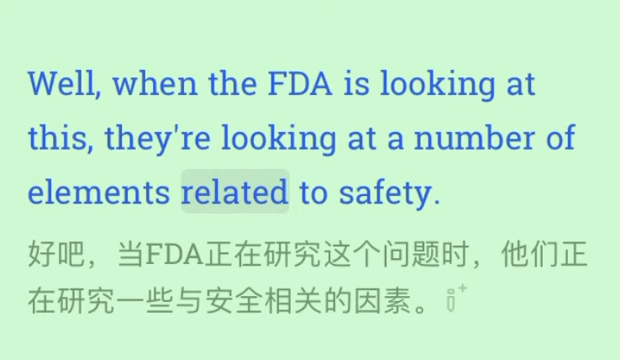 Well, when the FDA is looking at
this, they're looking at a number of
elements related to safety.
好吧，当FDA正在研究这个问题时，他们正
在研究一些与安全相关的因素。